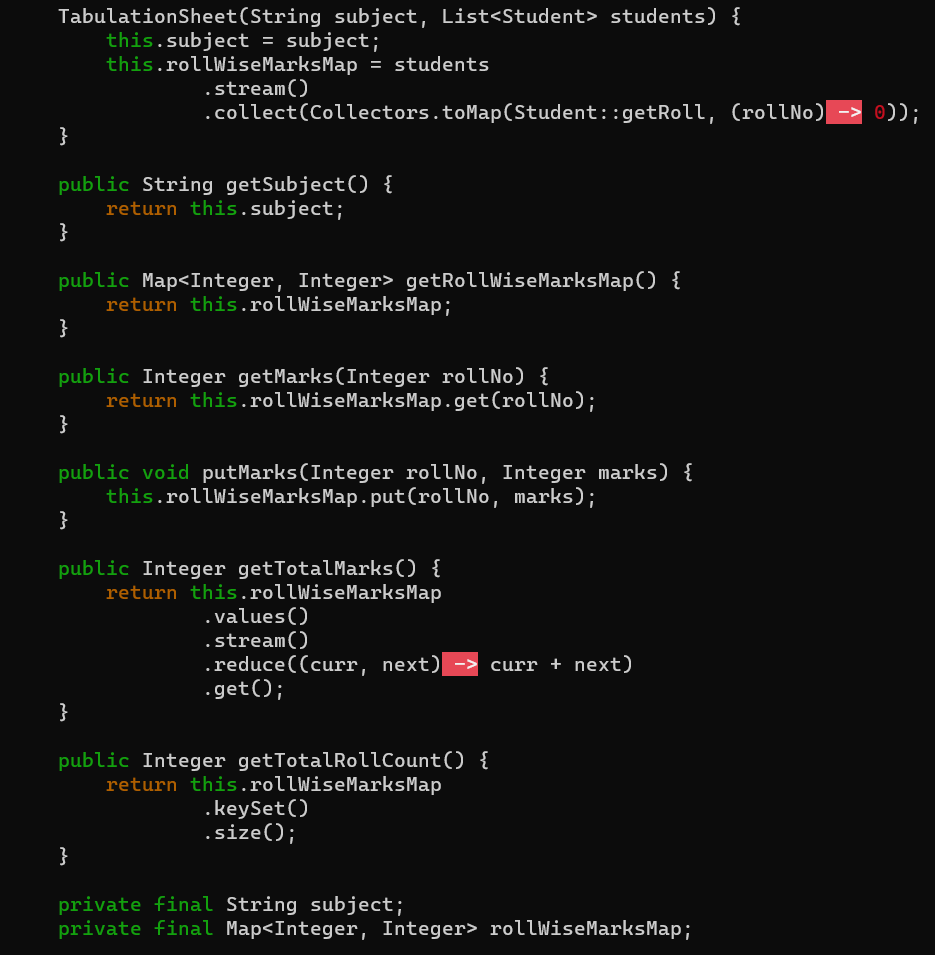 TabulationSheet(String subject, List<Student> students) {
    this.subject = subject;
    this.rollWiseMarksMap = students
            .stream()
            .collect(Collectors.toMap(Student::getRoll, (rollNo) -> 0));
}

public String getSubject() {
    return this.subject;
}

public Map<Integer, Integer> getRollWiseMarksMap() {
    return this.rollWiseMarksMap;
}

public Integer getMarks(Integer rollNo) {
    return this.rollWiseMarksMap.get(rollNo);
}

public void putMarks(Integer rollNo, Integer marks) {
    this.rollWiseMarksMap.put(rollNo, marks);
}

public Integer getTotalMarks() {
    return this.rollWiseMarksMap
            .values()
            .stream()
            .reduce((curr, next) -> curr + next)
            .get();
}

public Integer getTotalRollCount() {
    return this.rollWiseMarksMap
            .keySet()
            .size();
}

private final String subject;
private final Map<Integer, Integer> rollWiseMarksMap;